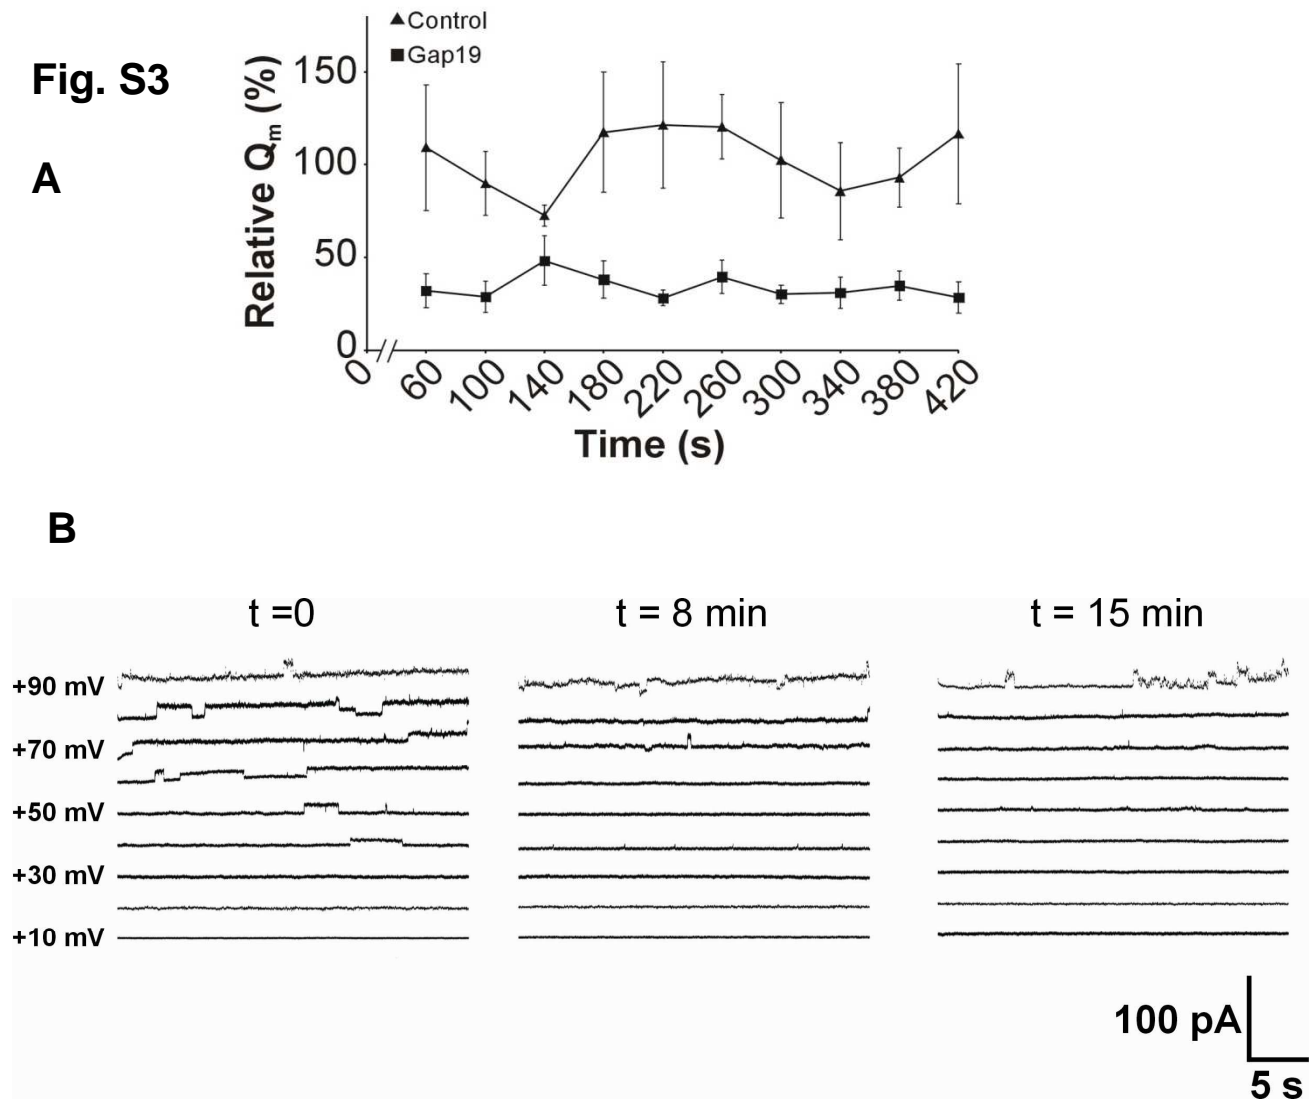 Fig. S3
A
Relative Qm (%)
150
100
50
0
▲Control
■Gap19
0 60 100 140 180 220 260 300 340 380 420
Time (s)
B
t =0 t = 8 min t = 15 min
+90 mV
+70 mV
+50 mV
+30 mV
+10 mV
100 pA
5 s